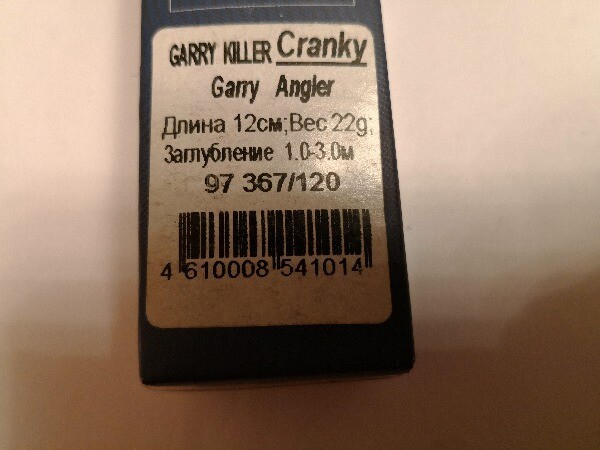 GARRY KILLER Cranky
Garry Angler
Длина 12см;Вес 22g;
Заглубление 1.0-3.0м
97 367/120
4 610008 541014